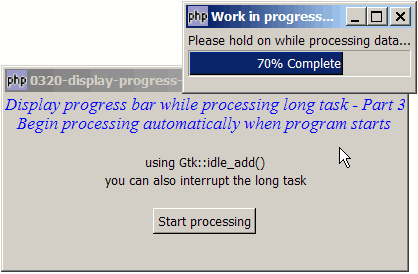 php Work in progress...
Please hold on while processing data...
70% Complete
php 0320-display-progress-
Display progress bar while processing long task - Part 3
Begin processing automatically when program starts
using Gtk::idle_add()
you can also interrupt the long task
Start processing